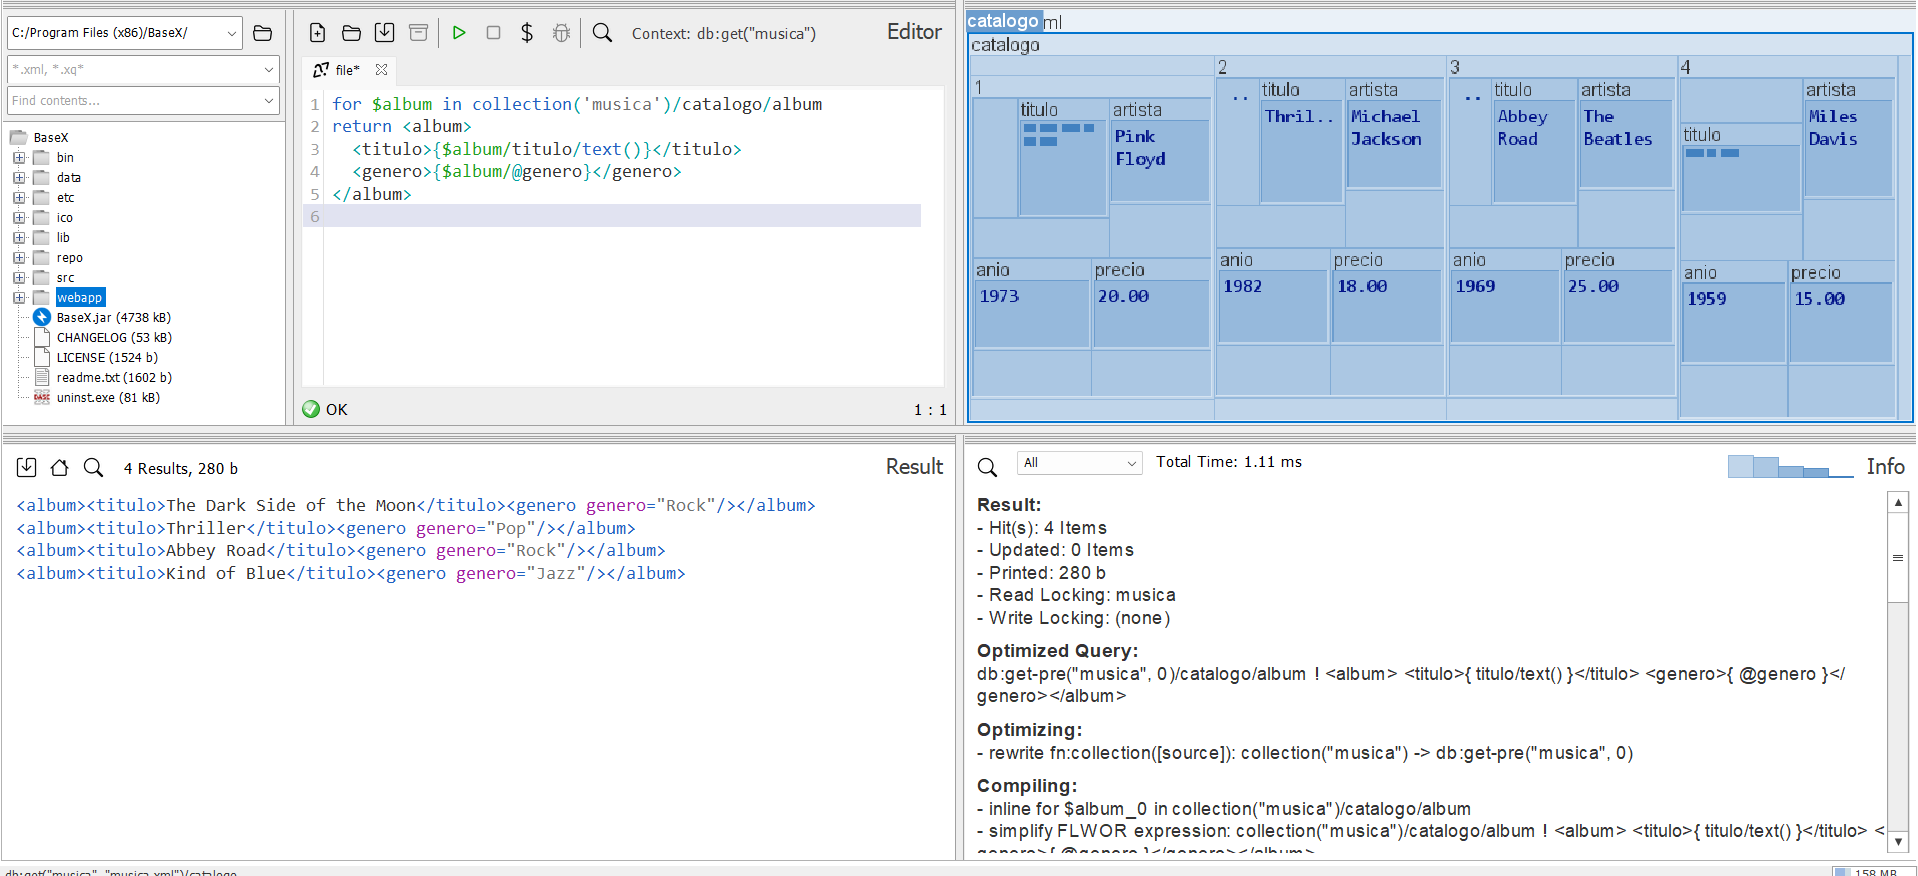 C:/Program Files (x86)/BaseX/
*.xml, *.xq*
Find contents...
BaseX
bin
data
etc
ico
lib
repo
src
webapp
BaseX.jar (4738 kB)
CHANGELOG (53 kB)
LICENSE (1524 b)
readme.txt (1602 b)
uninst.exe (81 kB)
Context: db:get("musica")
Editor
file*
1 for $album in collection('musica')/catalogo/album
2 return <album>
3 <titulo>{$album/titulo/text()}</titulo>
4 <genero>{$album/@genero}</genero>
5 </album>
6
OK
1 : 1
catalogo
ml
catalogo
1
titulo
artista
Pink
Floyd
anio
1973
precio
20.00
2
..
titulo
Thril..
artista
Michael
Jackson
anio
1982
precio
18.00
3
..
titulo
Abbey
Road
artista
The
Beatles
anio
1969
precio
25.00
4
titulo
artista
Miles
Davis
anio
1959
precio
15.00
4 Results, 280 b
Result
<album><titulo>The Dark Side of the Moon</titulo><genero genero="Rock"/></album>
<album><titulo>Thriller</titulo><genero genero="Pop"/></album>
<album><titulo>Abbey Road</titulo><genero genero="Rock"/></album>
<album><titulo>Kind of Blue</titulo><genero genero="Jazz"/></album>
All
Total Time: 1.11 ms
Info
Result:
- Hit(s): 4 Items
- Updated: 0 Items
- Printed: 280 b
- Read Locking: musica
- Write Locking: (none)
Optimized Query:
db:get-pre("musica", 0)/catalogo/album ! <album> <titulo>{ titulo/text() }</titulo> <genero>{ @genero }</
genero></album>
Optimizing:
- rewrite fn:collection([source]): collection("musica") -> db:get-pre("musica", 0)
Compiling:
- inline for $album_0 in collection("musica")/catalogo/album
- simplify FLWOR expression: collection("musica")/catalogo/album ! <album> <titulo>{ titulo/text() }</titulo> <
genero>{ @genero }</genero></album>
db:get("musica", "musica.xml")/catalogo
158 MB